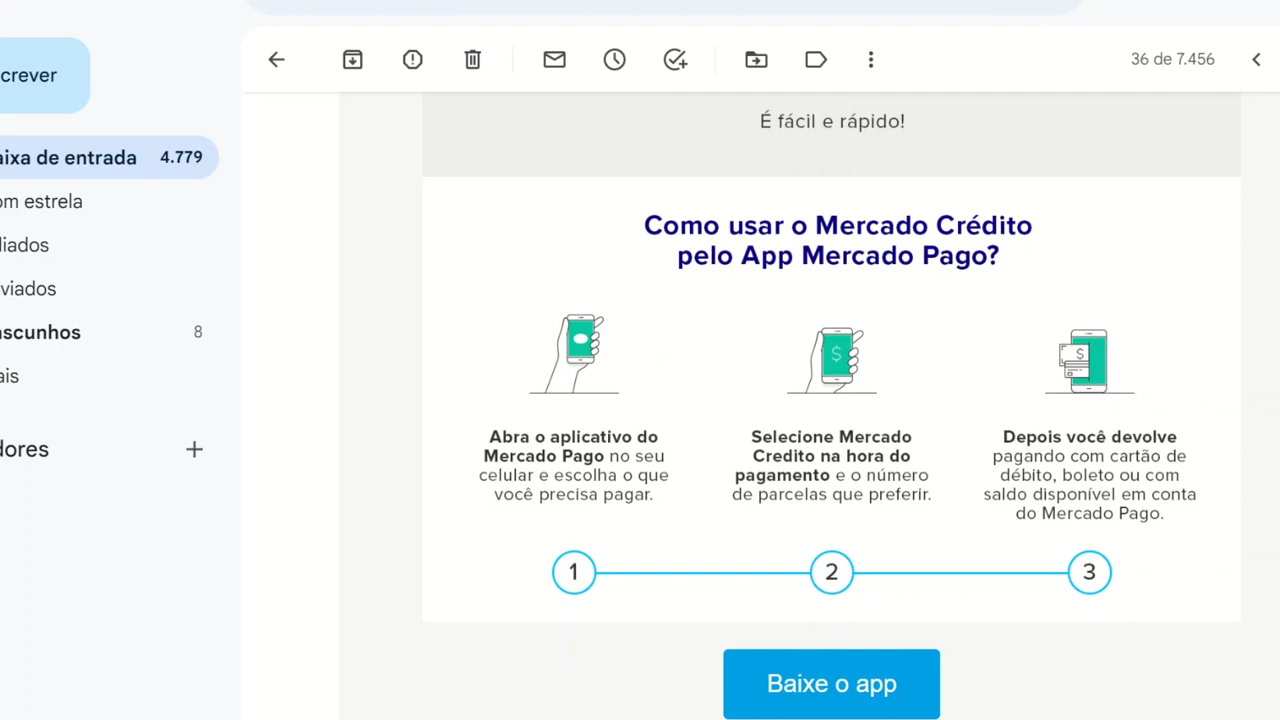 36 de 7.456
crever
aixa de entrada 4.779
om estrela
diados
viados
ascunhos 8
ais
dores +
É fácil e rápido!
Como usar o Mercado Crédito
pelo App Mercado Pago?
$
$
Abra o aplicativo do
Mercado Pago no seu
celular e escolha o que
você precisa pagar.
Selecione Mercado
Credito na hora do
pagamento e o número
de parcelas que preferir.
Depois você devolve
pagando com cartão de
débito, boleto ou com
saldo disponível em conta
do Mercado Pago.
1
2
3
Baixe o app